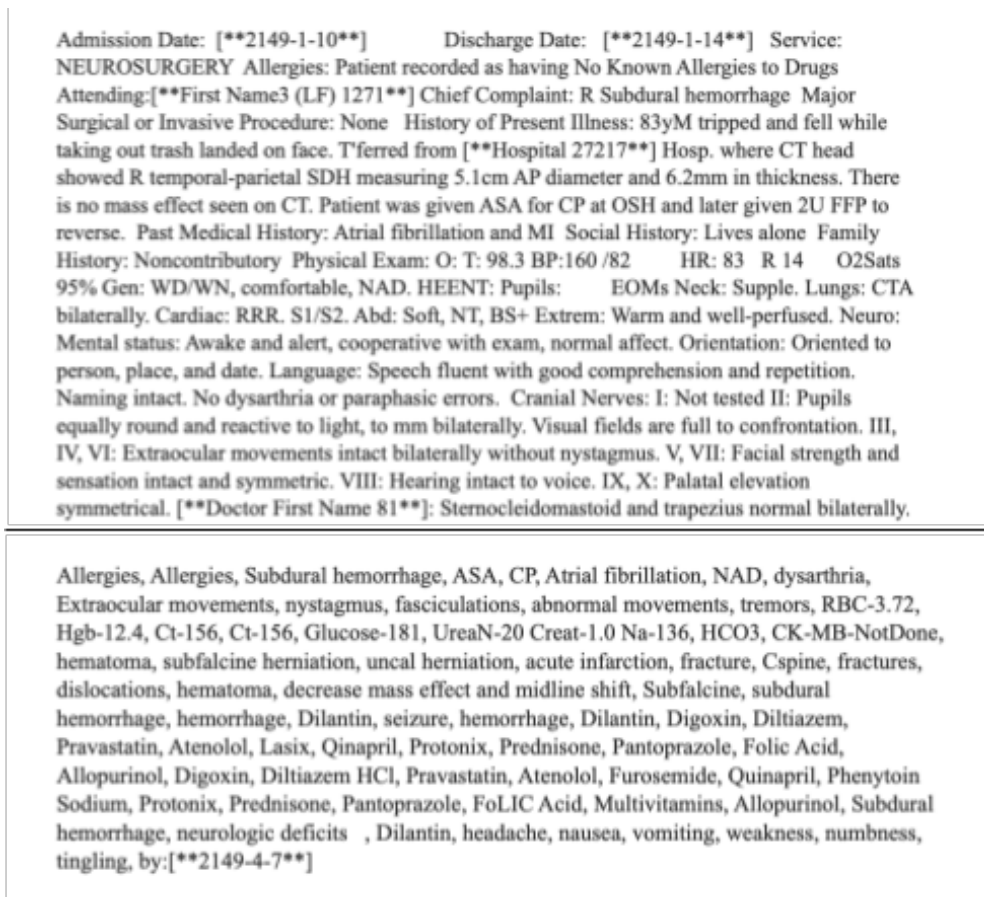 Admission Date: [**2149-1-10**] Discharge Date: [**2149-1-14**] Service:
NEUROSURGERY Allergies: Patient recorded as having No Known Allergies to Drugs
Attending:[**First Name3 (LF) 1271**] Chief Complaint: R Subdural hemorrhage Major
Surgical or Invasive Procedure: None History of Present Illness: 83yM tripped and fell while
taking out trash landed on face. T'ferred from [**Hospital 27217**] Hosp. where CT head
showed R temporal-parietal SDH measuring 5.1cm AP diameter and 6.2mm in thickness. There
is no mass effect seen on CT. Patient was given ASA for CP at OSH and later given 2U FFP to
reverse. Past Medical History: Atrial fibrillation and MI Social History: Lives alone Family
History: Noncontributory Physical Exam: O: T: 98.3 BP:160 /82 HR: 83 R 14 O2Sats
95% Gen: WD/WN, comfortable, NAD. HEENT: Pupils: EOMs Neck: Supple. Lungs: CTA
bilaterally. Cardiac: RRR. S1/S2. Abd: Soft, NT, BS+ Extrem: Warm and well-perfused. Neuro:
Mental status: Awake and alert, cooperative with exam, normal affect. Orientation: Oriented to
person, place, and date. Language: Speech fluent with good comprehension and repetition.
Naming intact. No dysarthria or paraphasic errors. Cranial Nerves: I: Not tested II: Pupils
equally round and reactive to light, to mm bilaterally. Visual fields are full to confrontation. III,
IV, VI: Extraocular movements intact bilaterally without nystagmus. V, VII: Facial strength and
sensation intact and symmetric. VIII: Hearing intact to voice. IX, X: Palatal elevation
symmetrical. [**Doctor First Name 81**]: Sternocleidomastoid and trapezius normal bilaterally.
Allergies, Allergies, Subdural hemorrhage, ASA, CP, Atrial fibrillation, NAD, dysarthria,
Extraocular movements, nystagmus, fasciculations, abnormal movements, tremors, RBC-3.72,
Hgb-12.4, Ct-156, Ct-156, Glucose-181, UreaN-20 Creat-1.0 Na-136, HCO3, CK-MB-NotDone,
hematoma, subfalcine herniation, uncal herniation, acute infarction, fracture, Cspine, fractures,
dislocations, hematoma, decrease mass effect and midline shift, Subfalcine, subdural
hemorrhage, hemorrhage, Dilantin, seizure, hemorrhage, Dilantin, Digoxin, Diltiazem,
Pravastatin, Atenolol, Lasix, Qinapril, Protonix, Prednisone, Pantoprazole, Folic Acid,
Allopurinol, Digoxin, Diltiazem HCl, Pravastatin, Atenolol, Furosemide, Quinapril, Phenytoin
Sodium, Protonix, Prednisone, Pantoprazole, FoLIC Acid, Multivitamins, Allopurinol, Subdural
hemorrhage, neurologic deficits , Dilantin, headache, nausea, vomiting, weakness, numbness,
tingling, by:[**2149-4-7**]